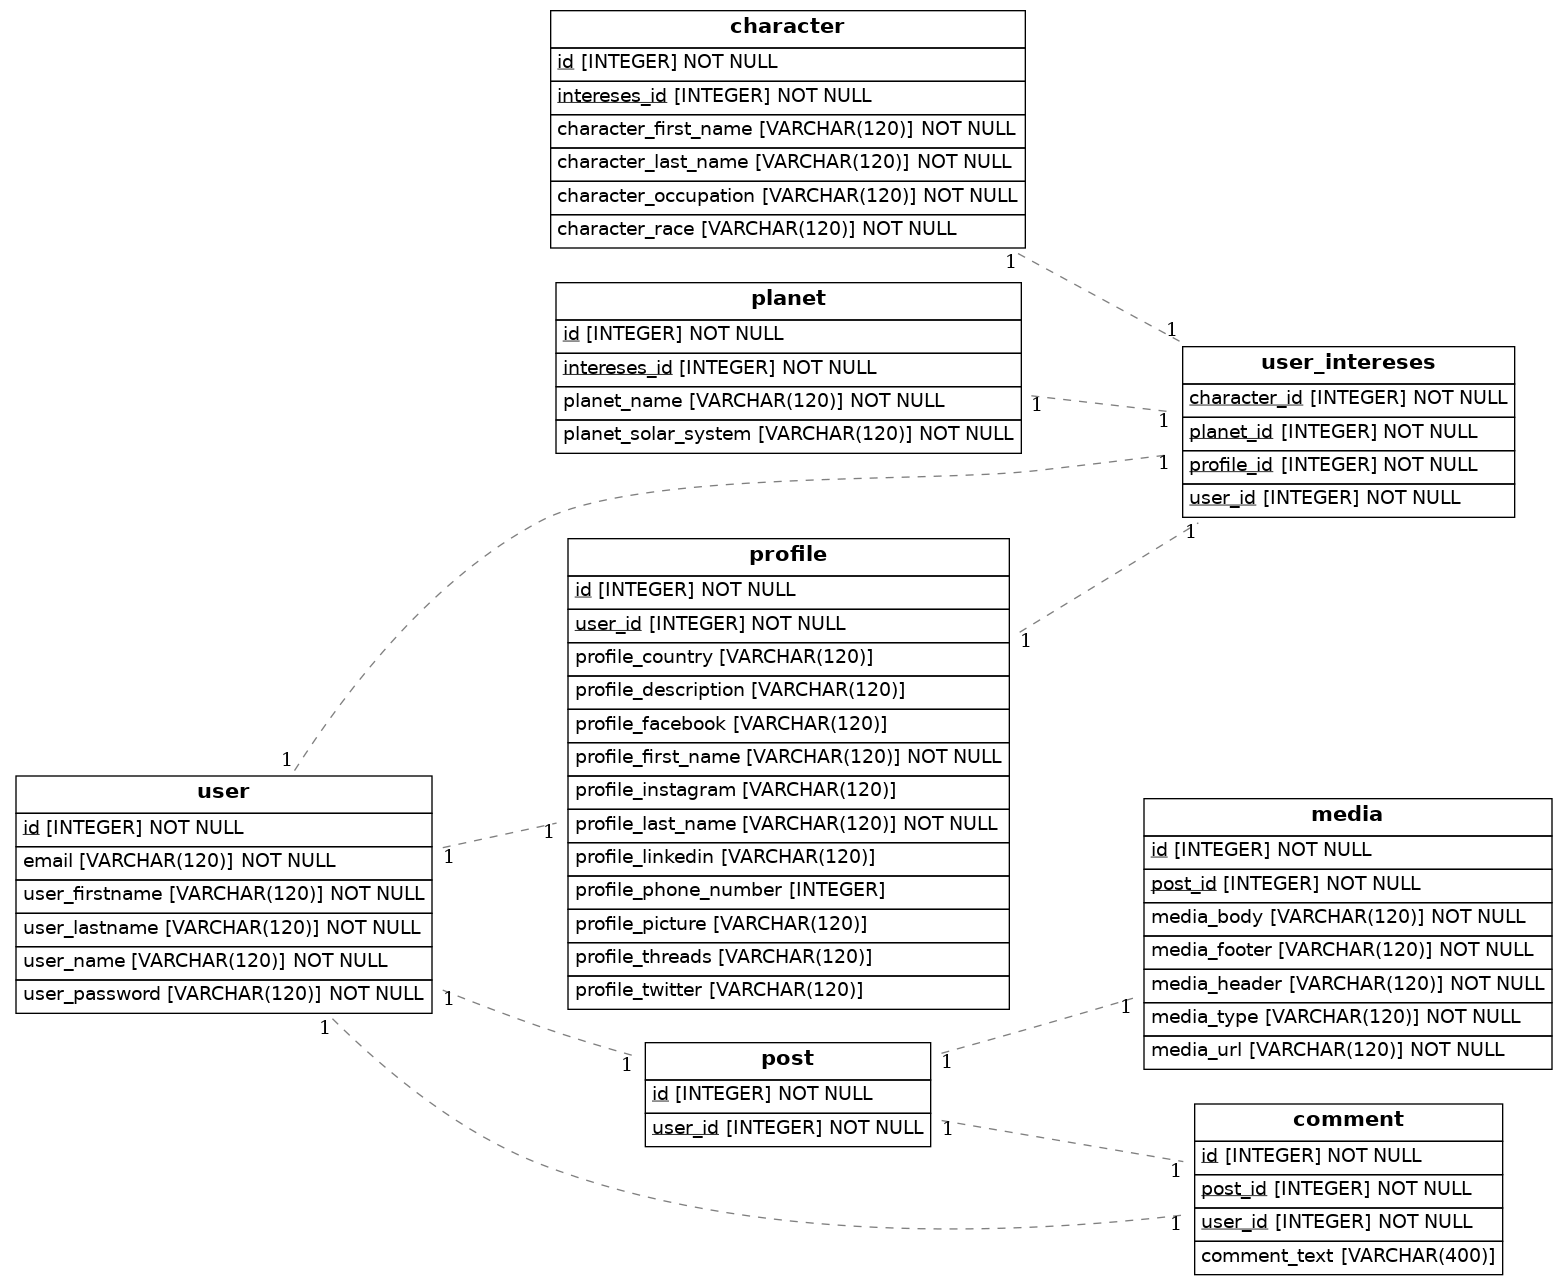 character
id [INTEGER] NOT NULL
intereses_id [INTEGER] NOT NULL
character_first_name [VARCHAR(120)] NOT NULL
character_last_name [VARCHAR(120)] NOT NULL
character_occupation [VARCHAR(120)] NOT NULL
character_race [VARCHAR(120)] NOT NULL
1
1
planet
id [INTEGER] NOT NULL
intereses_id [INTEGER] NOT NULL
planet_name [VARCHAR(120)] NOT NULL
planet_solar_system [VARCHAR(120)] NOT NULL
1
1
user_intereses
character_id [INTEGER] NOT NULL
planet_id [INTEGER] NOT NULL
profile_id [INTEGER] NOT NULL
user_id [INTEGER] NOT NULL
1
1
profile
id [INTEGER] NOT NULL
user_id [INTEGER] NOT NULL
profile_country [VARCHAR(120)]
profile_description [VARCHAR(120)]
profile_facebook [VARCHAR(120)]
profile_first_name [VARCHAR(120)] NOT NULL
profile_instagram [VARCHAR(120)]
profile_last_name [VARCHAR(120)] NOT NULL
profile_linkedin [VARCHAR(120)]
profile_phone_number [INTEGER]
profile_picture [VARCHAR(120)]
profile_threads [VARCHAR(120)]
profile_twitter [VARCHAR(120)]
1
1
1
user
id [INTEGER] NOT NULL
email [VARCHAR(120)] NOT NULL
user_firstname [VARCHAR(120)] NOT NULL
user_lastname [VARCHAR(120)] NOT NULL
user_name [VARCHAR(120)] NOT NULL
user_password [VARCHAR(120)] NOT NULL
1
1
1
media
id [INTEGER] NOT NULL
post_id [INTEGER] NOT NULL
media_body [VARCHAR(120)] NOT NULL
media_footer [VARCHAR(120)] NOT NULL
media_header [VARCHAR(120)] NOT NULL
media_type [VARCHAR(120)] NOT NULL
media_url [VARCHAR(120)] NOT NULL
1
1
post
id [INTEGER] NOT NULL
user_id [INTEGER] NOT NULL
1
1
comment
id [INTEGER] NOT NULL
post_id [INTEGER] NOT NULL
user_id [INTEGER] NOT NULL
comment_text [VARCHAR(400)]
1
1